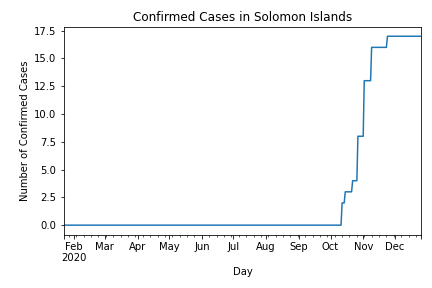 Confirmed Cases in Solomon Islands
Number of Confirmed Cases
17.5
15.0
12.5
10.0
7.5
5.0
2.5
0.0
Feb Mar Apr May Jun Jul Aug Sep Oct Nov Dec
2020
Day